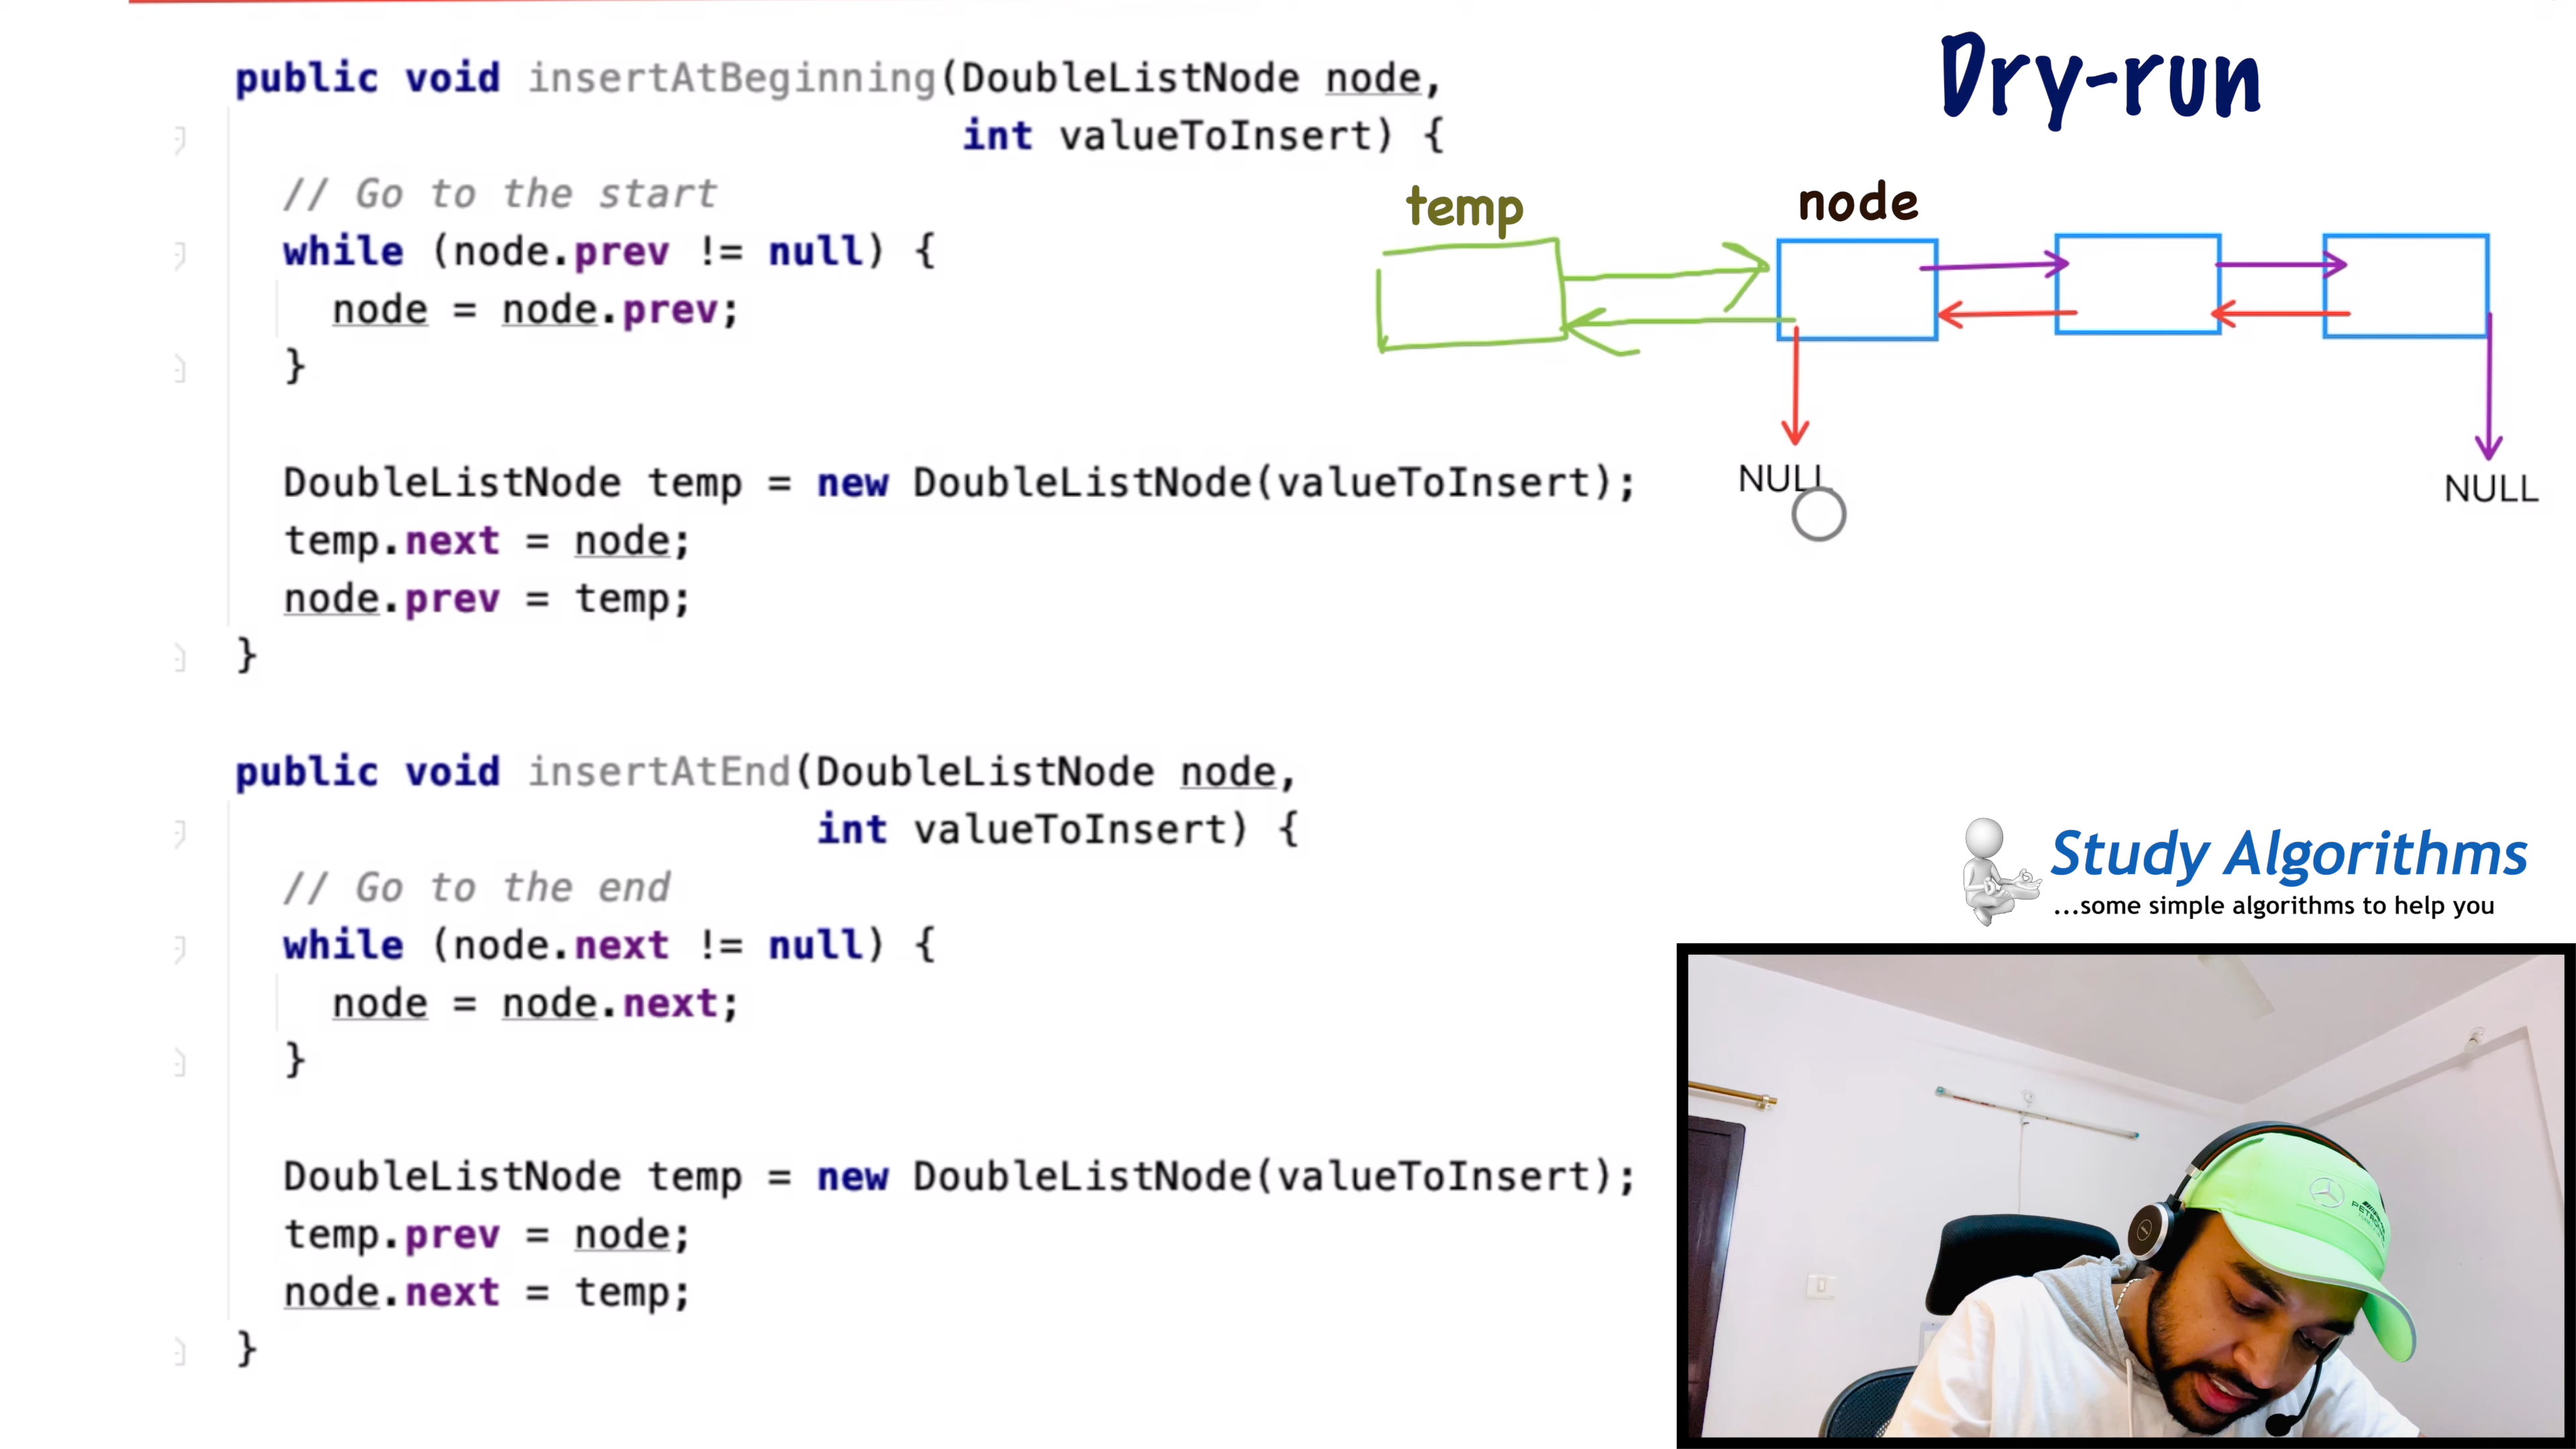 public void insertAtBeginning(DoubleListNode node,
int valueToInsert) {
// Go to the start
while (node.prev != null) {
node = node.prev;
}
DoubleListNode temp = new DoubleListNode(valueToInsert);
temp.next = node;
node.prev = temp;
}
public void insertAtEnd(DoubleListNode node,
int valueToInsert) {
// Go to the end
while (node.next != null) {
node = node.next;
}
DoubleListNode temp = new DoubleListNode(valueToInsert);
temp.prev = node;
node.next = temp;
}
Dry-run
temp
node
NULL
NULL
Study Algorithms
...some simple algorithms to help you